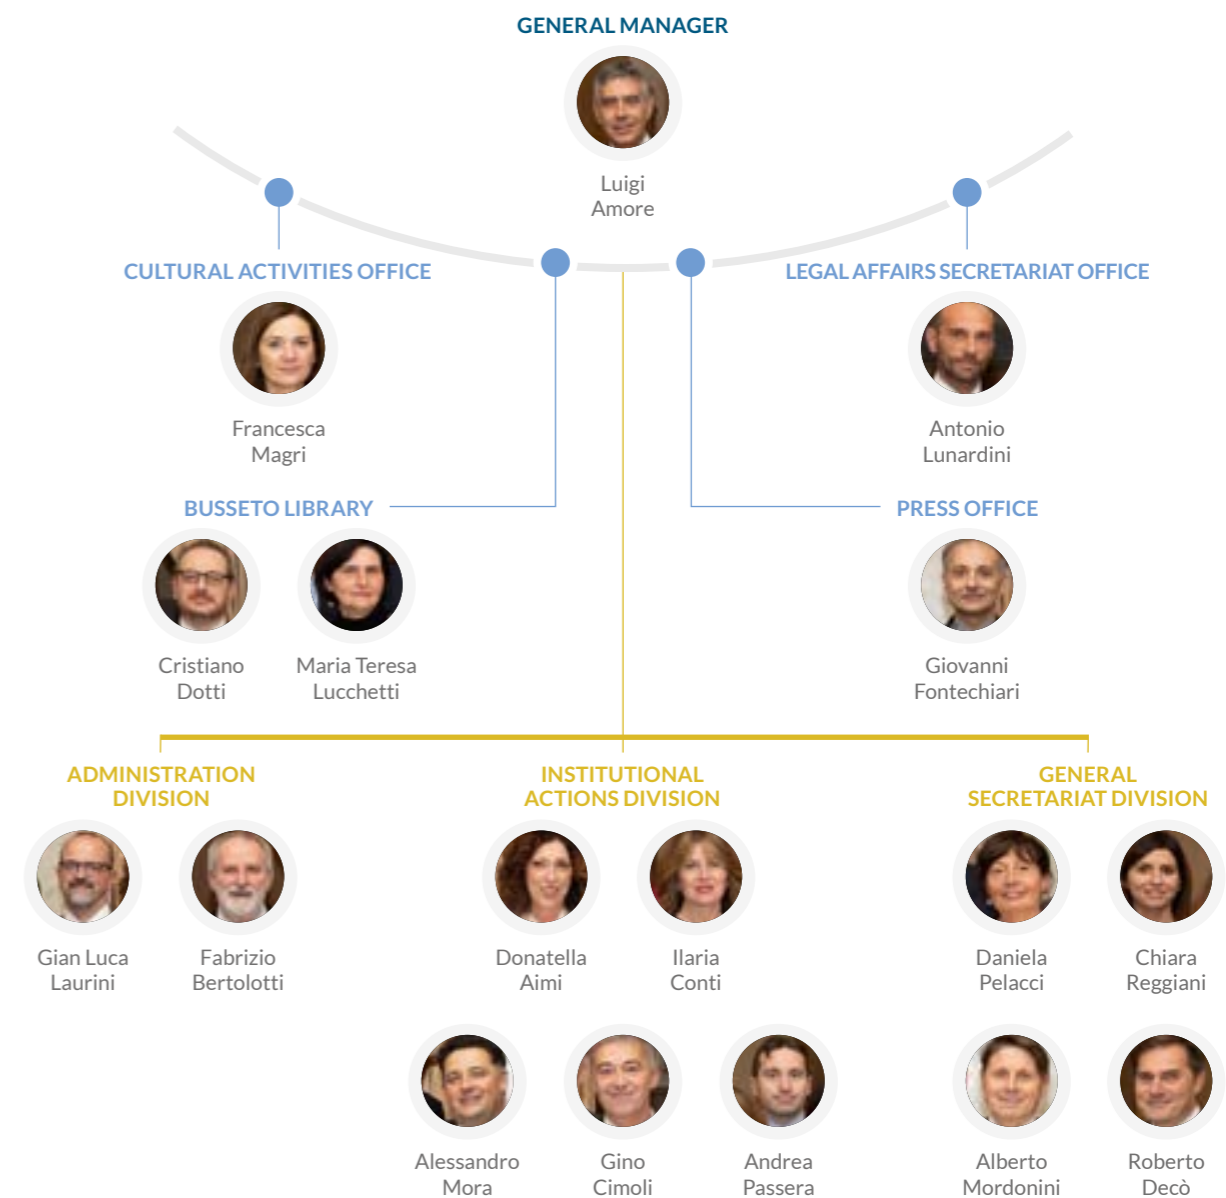 GENERAL MANAGER
Luigi
Amore
CULTURAL ACTIVITIES OFFICE
Francesca
Magri
LEGAL AFFAIRS SECRETARIAT OFFICE
Antonio
Lunardini
BUSSETO LIBRARY
Cristiano
Dotti
Maria Teresa
Lucchetti
PRESS OFFICE
Giovanni
Fontechiari
ADMINISTRATION
DIVISION
Gian Luca
Laurini
Fabrizio
Bertolotti
INSTITUTIONAL
ACTIONS DIVISION
Donatella
Aimi
Ilaria
Conti
Alessandro
Mora
Gino
Cimoli
Andrea
Passera
GENERAL
SECRETARIAT DIVISION
Daniela
Pelacci
Chiara
Reggiani
Alberto
Mordonini
Roberto
Decò